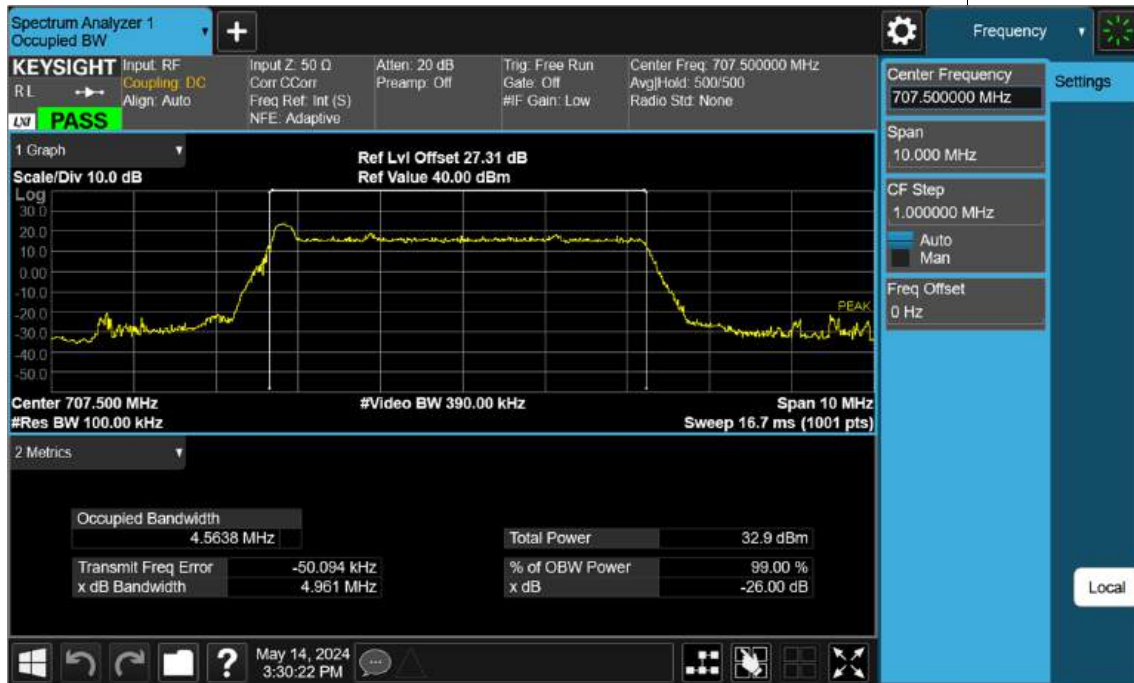 Spectrum Analyzer 1
Occupied BW
+
Frequency
KEYSIGHT
R L
LXI
PASS
Input: RF
Coupling: DC
Align: Auto
Input Z: 50 Ω
Corr CCorr
Freq Ref: Int (S)
NFE: Adaptive
Atten: 20 dB
Preamp: Off
Trig: Free Run
Gate: Off
#IF Gain: Low
Center Freq: 707.500000 MHz
Avg|Hold: 500/500
Radio Std: None
1 Graph
Scale/Div 10.0 dB
Ref Lvl Offset 27.31 dB
Ref Value 40.00 dBm
Log
30.0
20.0
10.0
0.00
-10.0
-20.0
-30.0
-40.0
-50.0
PEAK
Center 707.500 MHz
#Video BW 390.00 kHz
Span 10 MHz
#Res BW 100.00 kHz
Sweep 16.7 ms (1001 pts)
2 Metrics
Occupied Bandwidth
4.5638 MHz
Total Power 32.9 dBm
Transmit Freq Error -50.094 kHz
% of OBW Power 99.00 %
x dB Bandwidth 4.961 MHz
x dB -26.00 dB
Center Frequency
707.500000 MHz
Span
10.000 MHz
CF Step
1.000000 MHz
Auto
Man
Freq Offset
0 Hz
Settings
Local
?
May 14, 2024
3:30:22 PM